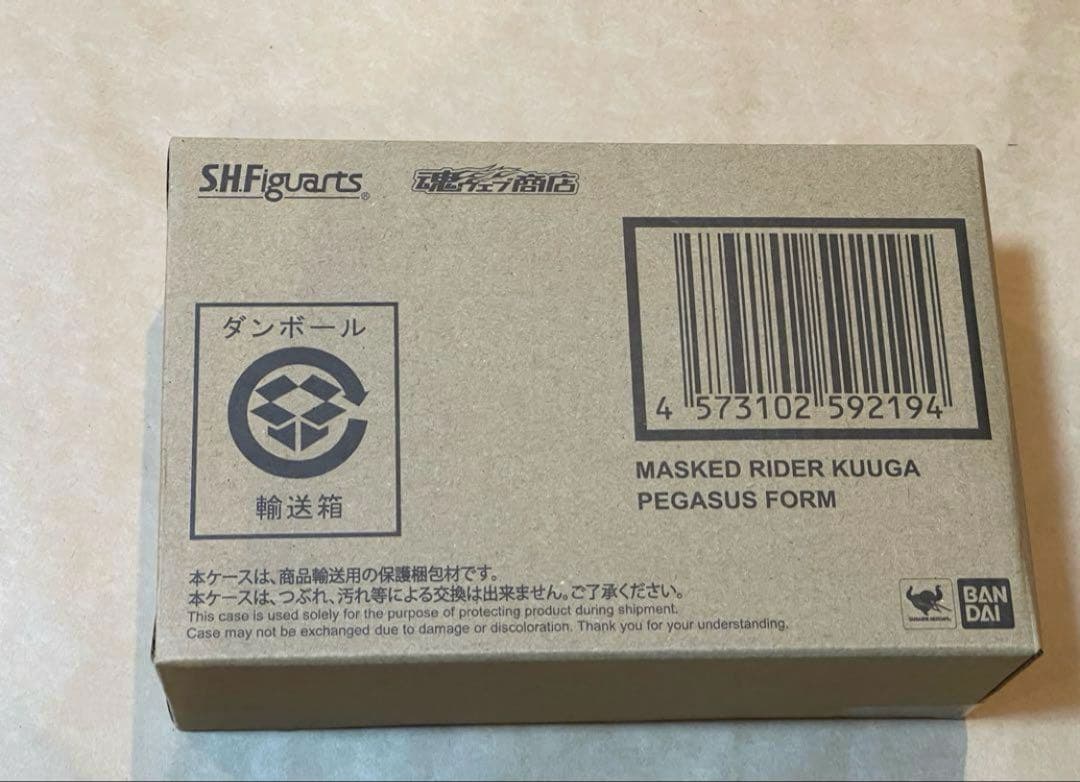 S.H.Figuarts®
魂ウェブ商店
4 573102 592194
MASKED RIDER KUUGA
PEGASUS FORM
ダンボール
輸送箱
本ケースは、商品輸送用の保護梱包材です。
本ケースは、つぶれ、汚れ等による交換は出来ません。ご了承ください。
This case is used solely for the purpose of protecting product during shipment.
Case may not be exchanged due to damage or discoloration. Thank you for your understanding.
BAN
DAI